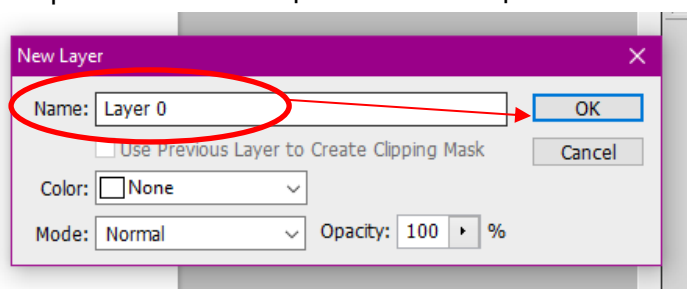 New Layer
Name: Layer 0 OK
Use Previous Layer to Create Clipping Mask Cancel
Color: None
Mode: Normal Opacity: 100 %